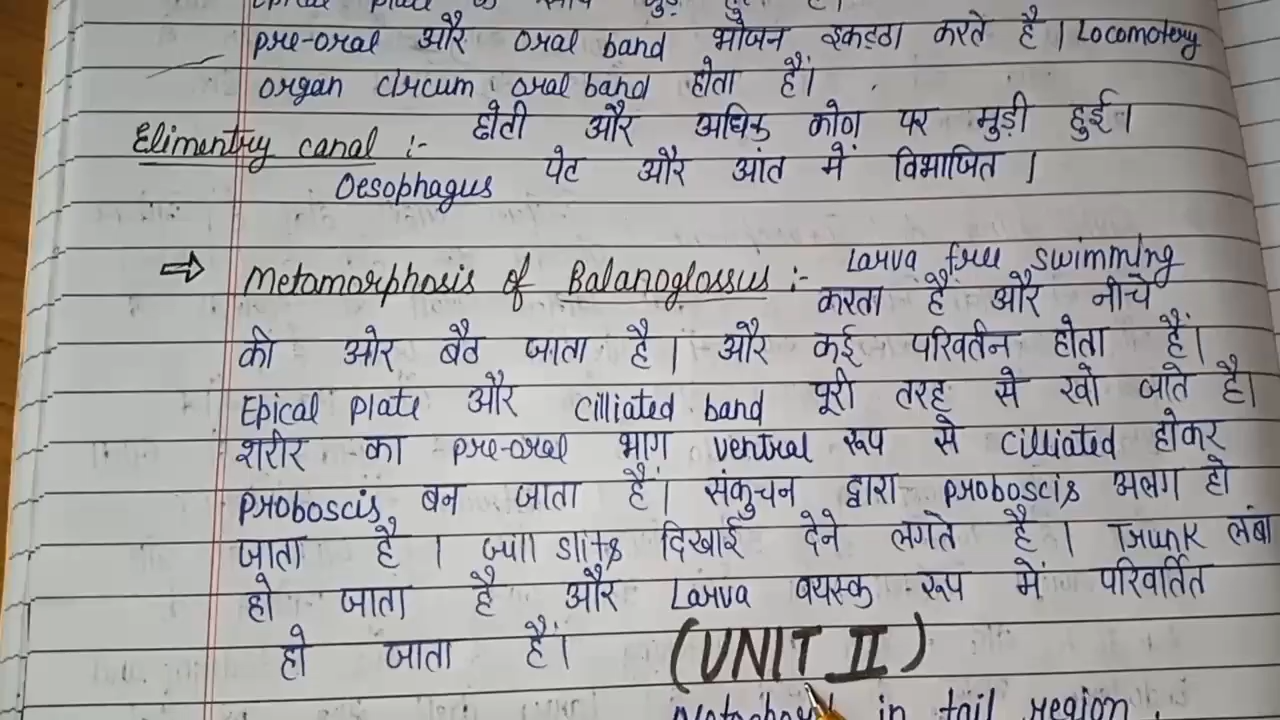 pre-oral और oral band भोजन इकठ्ठा करते है। Locomotery
organ circum oral band होता हैं।
Elimentry canal :- छोटी और अधिक कोण पर मुड़ी हुई।
Oesophagus पेट और आंत में विभाजित।
⇒ Metamorphosis of Balanoglossus :- Larva free swimming
करता है और नीचे
की ओर बैठ जाता है। और कई परिवर्तन होता हैं।
Epical plate और cilliated band पूरी तरह से खो जाते है।
शरीर का pre-oral भाग ventral रूप से cilliated होकर
proboscis बन जाता हैं। संकुचन द्वारा proboscis अलग हो
जाता है। Gill slits दिखाई देने लगते है। Trunk लंबा
हो जाता है और Larva वयस्क रूप में परिवर्तित
हो जाता हैं।
(UNIT II)
in tail region.